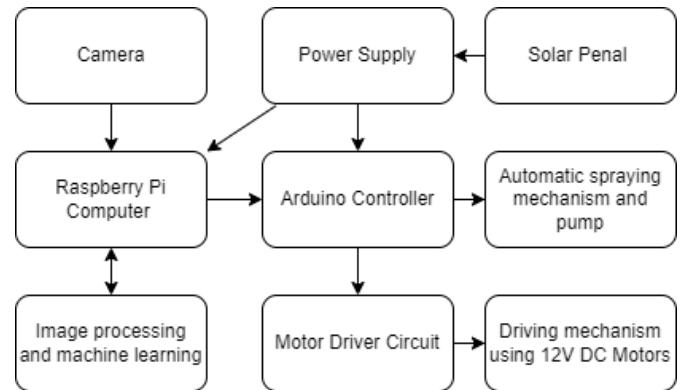 Camera
Power Supply
Solar Penal
Raspberry Pi
Computer
Arduino Controller
Automatic spraying
mechanism and
pump
Image processing
and machine learning
Motor Driver Circuit
Driving mechanism
using 12V DC Motors